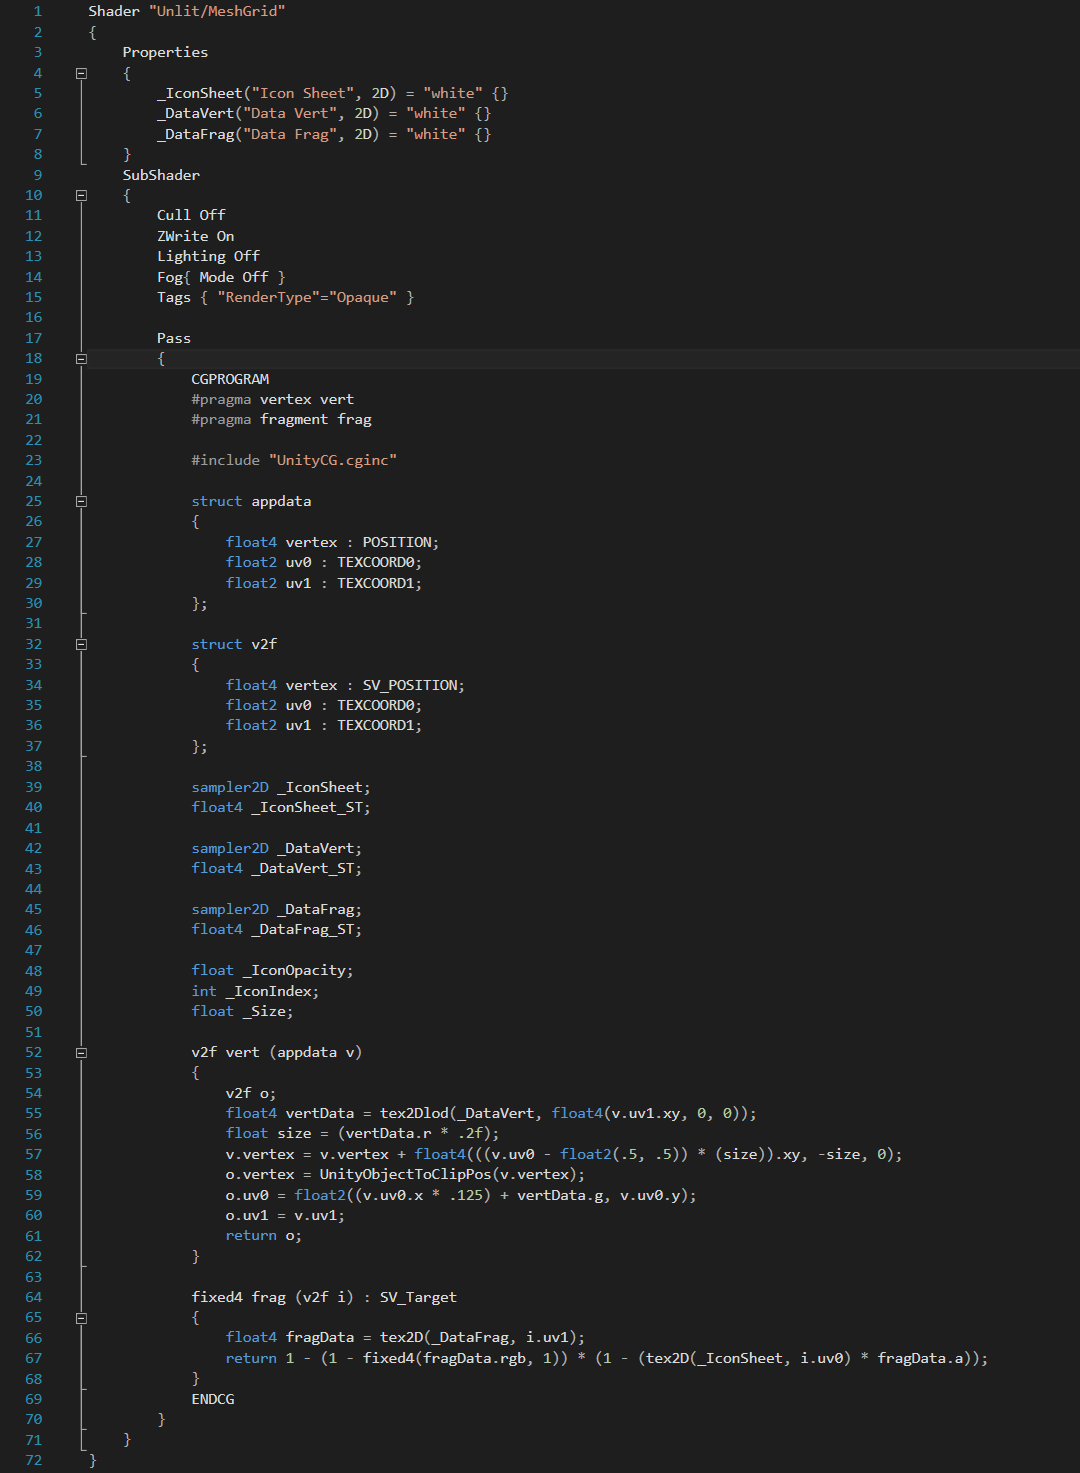 1 Shader "Unlit/MeshGrid"
2 {
3     Properties
4     {
5         _IconSheet("Icon Sheet", 2D) = "white" {}
6         _DataVert("Data Vert", 2D) = "white" {}
7         _DataFrag("Data Frag", 2D) = "white" {}
8     }
9     SubShader
10     {
11         Cull Off
12         ZWrite On
13         Lighting Off
14         Fog{ Mode Off }
15         Tags { "RenderType"="Opaque" }
16
17         Pass
18         {
19             CGPROGRAM
20             #pragma vertex vert
21             #pragma fragment frag
22
23             #include "UnityCG.cginc"
24
25             struct appdata
26             {
27                 float4 vertex : POSITION;
28                 float2 uv0 : TEXCOORD0;
29                 float2 uv1 : TEXCOORD1;
30             };
31
32             struct v2f
33             {
34                 float4 vertex : SV_POSITION;
35                 float2 uv0 : TEXCOORD0;
36                 float2 uv1 : TEXCOORD1;
37             };
38
39             sampler2D _IconSheet;
40             float4 _IconSheet_ST;
41
42             sampler2D _DataVert;
43             float4 _DataVert_ST;
44
45             sampler2D _DataFrag;
46             float4 _DataFrag_ST;
47
48             float _IconOpacity;
49             int _IconIndex;
50             float _Size;
51
52             v2f vert (appdata v)
53             {
54                 v2f o;
55                 float4 vertData = tex2Dlod(_DataVert, float4(v.uv1.xy, 0, 0));
56                 float size = (vertData.r * .2f);
57                 v.vertex = v.vertex + float4(((v.uv0 - float2(.5, .5)) * (size)).xy, -size, 0);
58                 o.vertex = UnityObjectToClipPos(v.vertex);
59                 o.uv0 = float2((v.uv0.x * .125) + vertData.g, v.uv0.y);
60                 o.uv1 = v.uv1;
61                 return o;
62             }
63
64             fixed4 frag (v2f i) : SV_Target
65             {
66                 float4 fragData = tex2D(_DataFrag, i.uv1);
67                 return 1 - (1 - fixed4(fragData.rgb, 1)) * (1 - (tex2D(_IconSheet, i.uv0) * fragData.a));
68             }
69             ENDCG
70         }
71     }
72 }